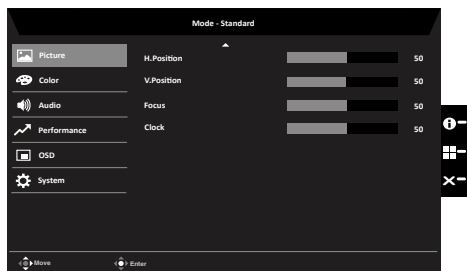 Mode - Standard
Picture
Color
Audio
Performance
OSD
System
H.Position 50
V.Position 50
Focus 50
Clock 50
Move Enter